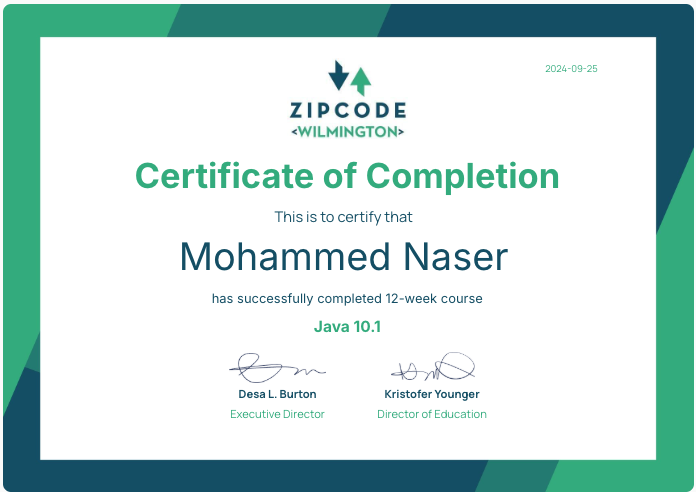 2024-09-25
ZIPCODE
<WILMINGTON>
Certificate of Completion
This is to certify that
Mohammed Naser
has successfully completed 12-week course
Java 10.1
Desa L. Burton
Kristofer Younger
Executive Director
Director of Education